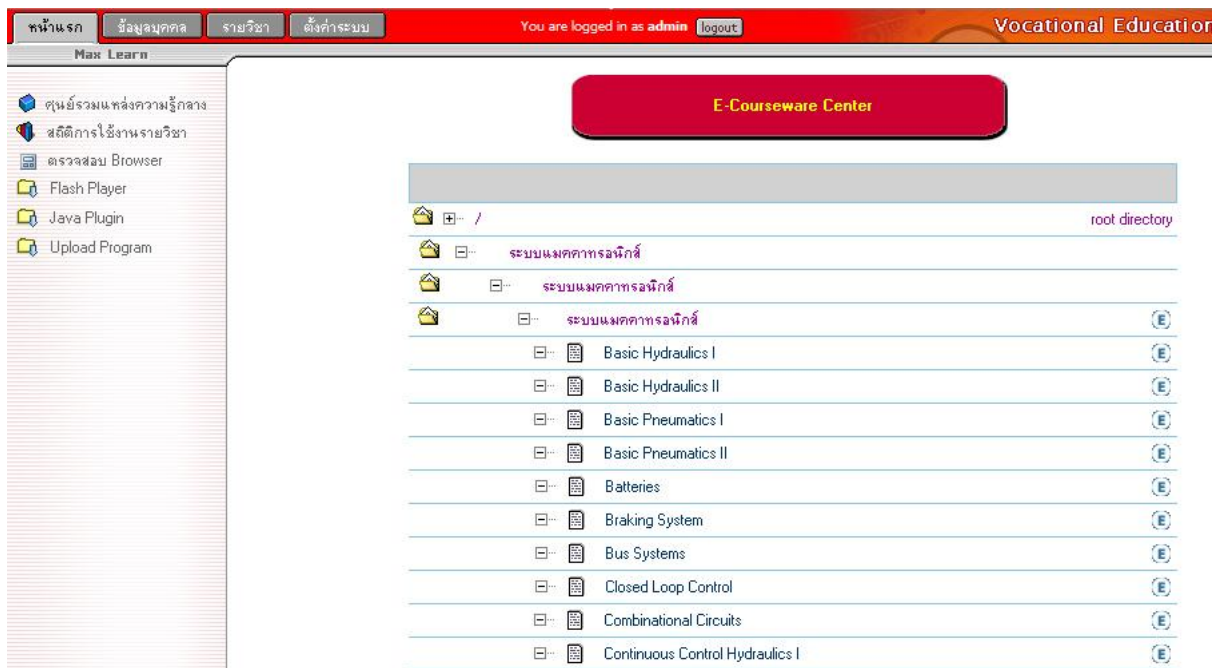 หน้าแรก ข้อมูลบุคคล รายวิชา ตั้งค่าระบบ You are logged in as admin logout Vocational Education
Max Learn
ศูนย์รวมแหล่งความรู้กลาง
สถิติการใช้งานรายวิชา
ตรวจสอบ Browser
Flash Player
Java Plugin
Upload Program
E-Courseware Center
/ root directory
ระบบแมคคาทรอนิกส์
ระบบแมคคาทรอนิกส์
ระบบแมคคาทรอนิกส์ E
Basic Hydraulics I E
Basic Hydraulics II E
Basic Pneumatics I E
Basic Pneumatics II E
Batteries E
Braking System E
Bus Systems E
Closed Loop Control E
Combinational Circuits E
Continuous Control Hydraulics I E